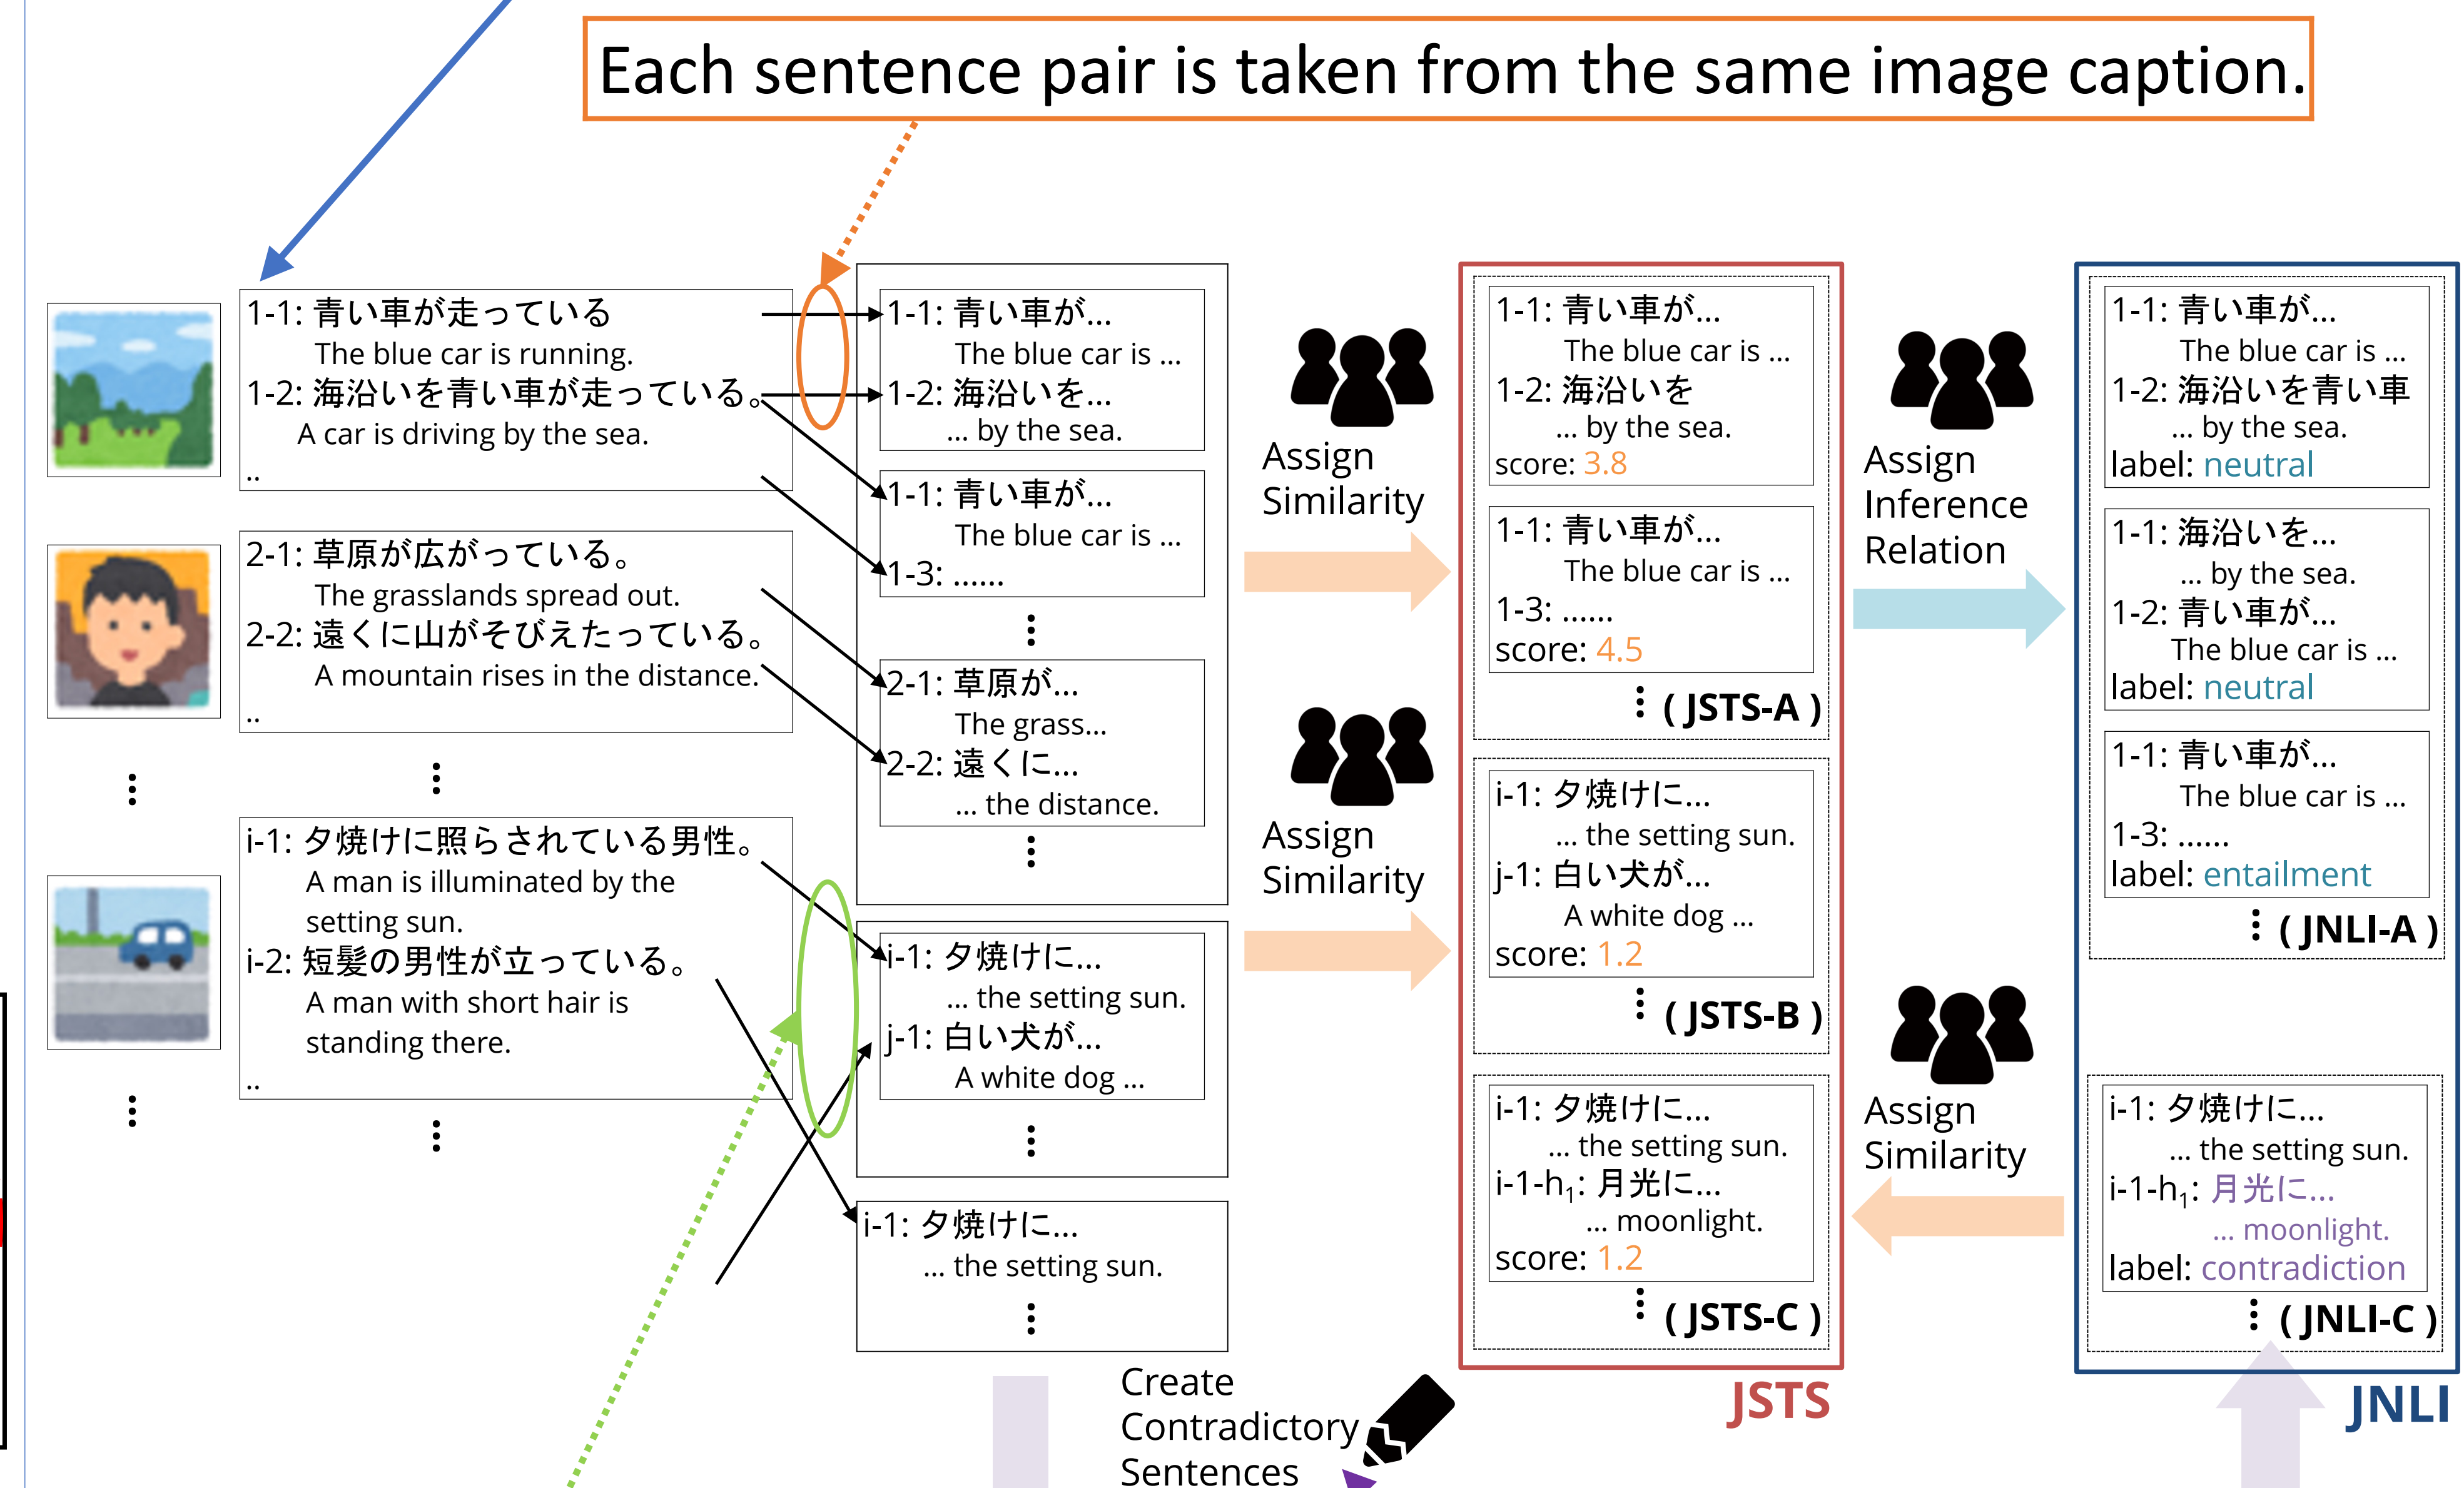 Each sentence pair is taken from the same image caption.
1-1: 青い車が走っている
The blue car is running.
1-2: 海沿いを青い車が走っている。
A car is driving by the sea.
..
2-1: 草原が広がっている。
The grasslands spread out.
2-2: 遠くに山がそびえたっている。
A mountain rises in the distance.
..
i-1: 夕焼けに照らされている男性。
A man is illuminated by the
setting sun.
i-2: 短髪の男性が立っている。
A man with short hair is
standing there.
..
1-1: 青い車が...
The blue car is ...
1-2: 海沿いを...
... by the sea.
1-1: 青い車が...
The blue car is ...
1-3: ......
2-1: 草原が...
The grass...
2-2: 遠くに...
... the distance.
i-1: 夕焼けに...
... the setting sun.
j-1: 白い犬が...
A white dog ...
i-1: 夕焼けに...
... the setting sun.
Assign
Similarity
Assign
Similarity
Create
Contradictory
Sentences
1-1: 青い車が...
The blue car is ...
1-2: 海沿いを
... by the sea.
score: 3.8
1-1: 青い車が...
The blue car is ...
1-3: ......
score: 4.5
( JSTS-A )
i-1: 夕焼けに...
... the setting sun.
j-1: 白い犬が...
A white dog ...
score: 1.2
( JSTS-B )
i-1: 夕焼けに...
... the setting sun.
i-1-h₁: 月光に...
... moonlight.
score: 1.2
( JSTS-C )
JSTS
Assign
Inference
Relation
Assign
Similarity
1-1: 青い車が...
The blue car is ...
1-2: 海沿いを青い車
... by the sea.
label: neutral
1-1: 海沿いを...
... by the sea.
1-2: 青い車が...
The blue car is ...
label: neutral
1-1: 青い車が...
The blue car is ...
1-3: ......
label: entailment
( JNLI-A )
i-1: 夕焼けに...
... the setting sun.
i-1-h₁: 月光に...
... moonlight.
label: contradiction
( JNLI-C )
JNLI